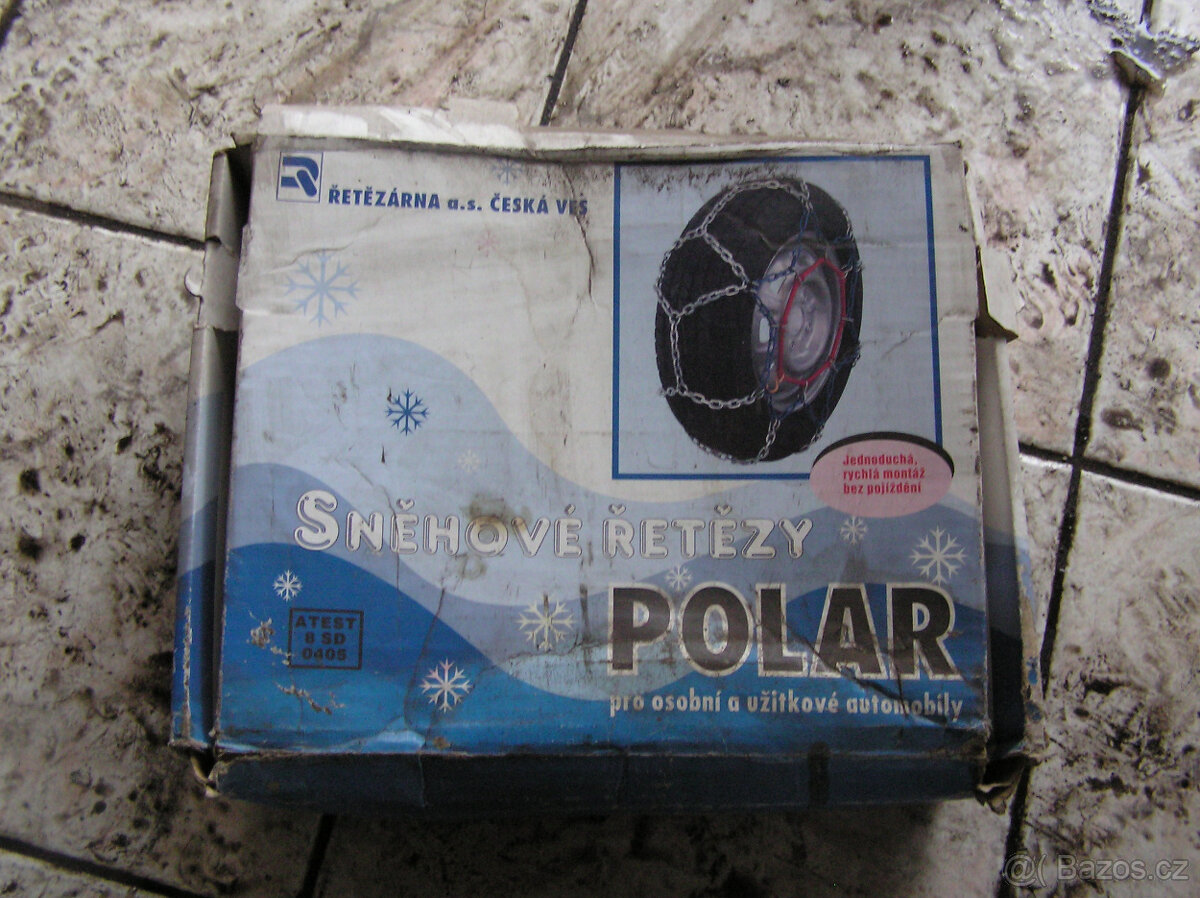 ŘETĚZÁRNA a.s. ČESKÁ VES
Jednoduchá,
rychlá montáž
bez pojíždění
SNĚHOVÉ ŘETĚZY
POLAR
ATEST
8 SD
0405
pro osobní a užitkové automobily
Bazos.cz